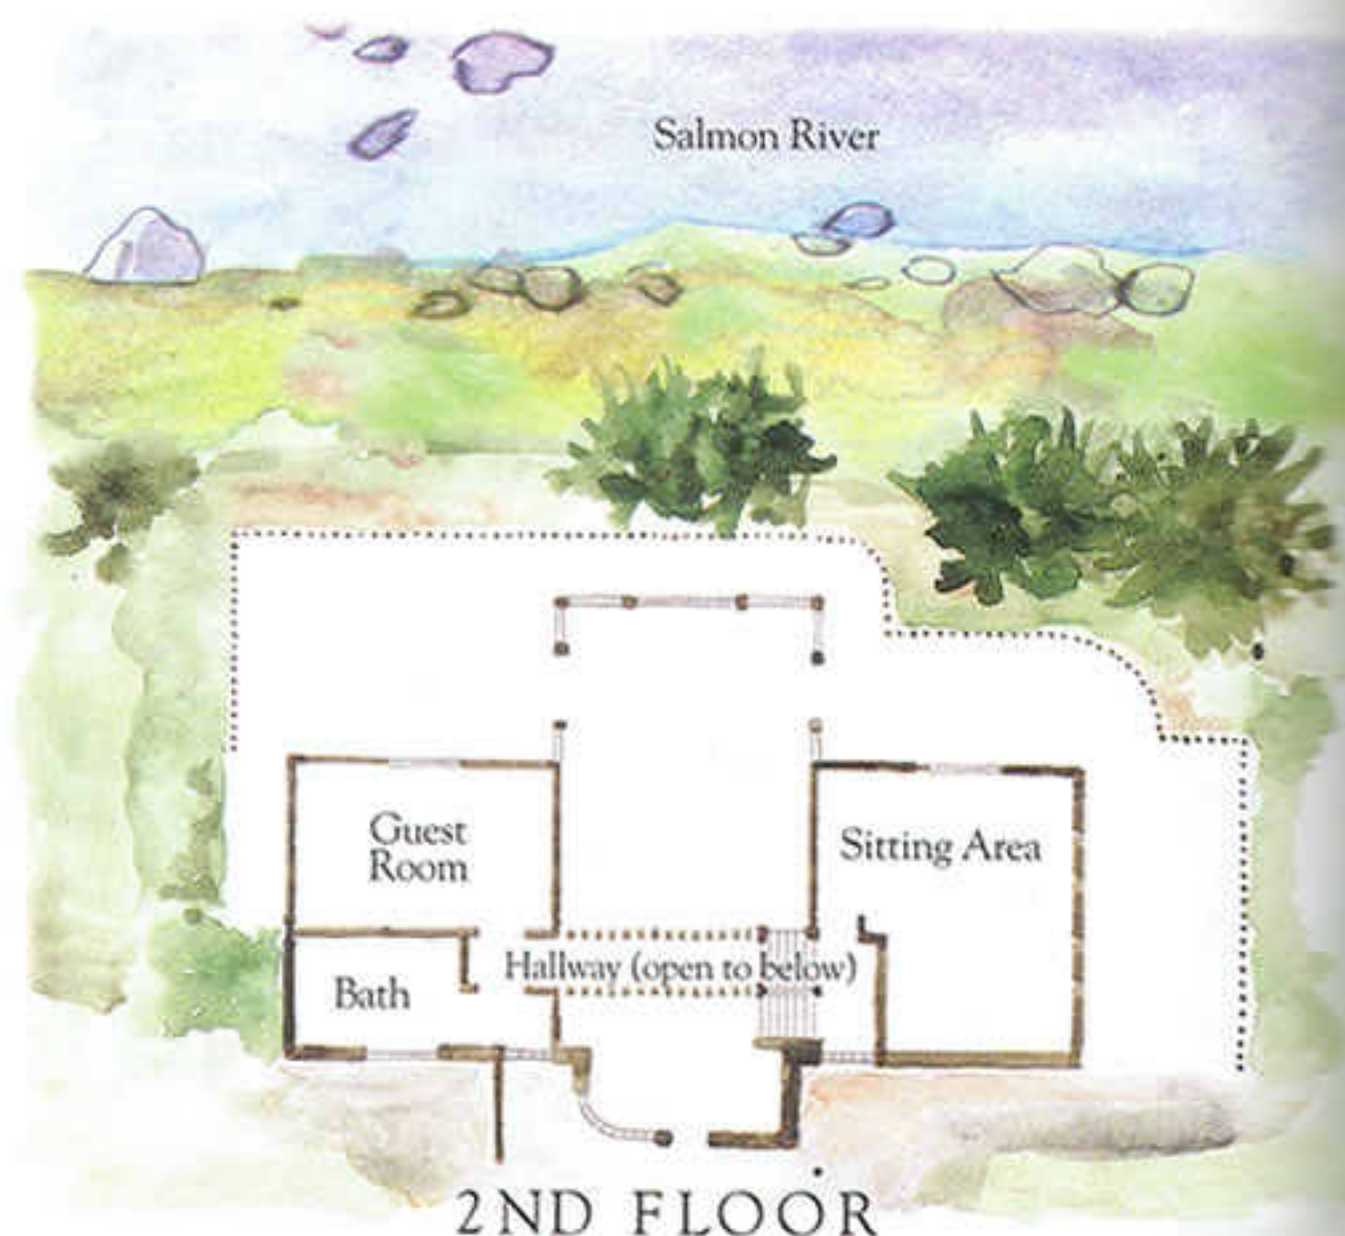 Salmon River
Guest
Room
Sitting Area
Hallway (open to below)
Bath
2ND FLOOR